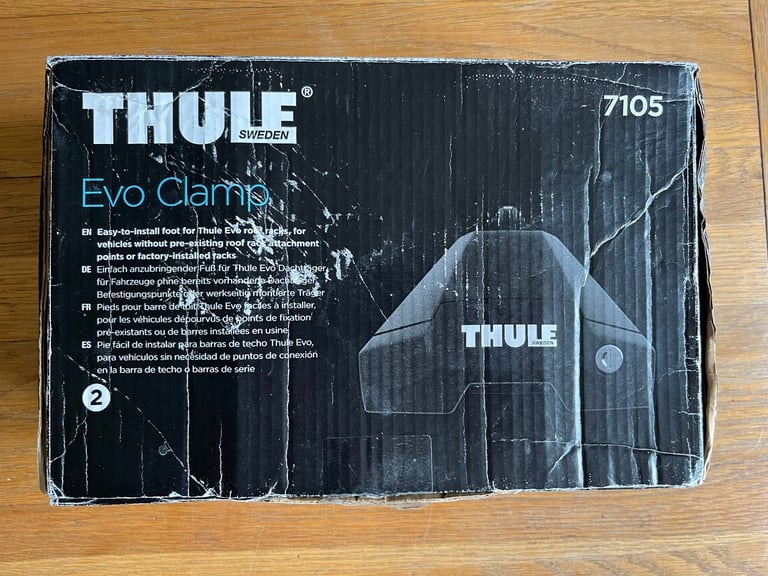 THULE®
SWEDEN
7105
Evo Clamp
EN Easy-to-install foot for Thule Evo roof racks, for
vehicles without pre-existing roof rack attachment
points or factory-installed racks
DE Einfach anzubringender Fuß für Thule Evo Dachträger,
für Fahrzeuge ohne bereits vorhandene Dachträger-
Befestigungspunkte oder werkseitig montierte Träger
FR Pieds pour barre de toit Thule Evo faciles à installer,
pour les véhicules dépourvus de points de fixation
pré-existants ou de barres installées en usine
ES Pie fácil de instalar para barras de techo Thule Evo,
para vehículos sin necesidad de puntos de conexión
en la barra de techo o barras de serie
2
THULE
SWEDEN